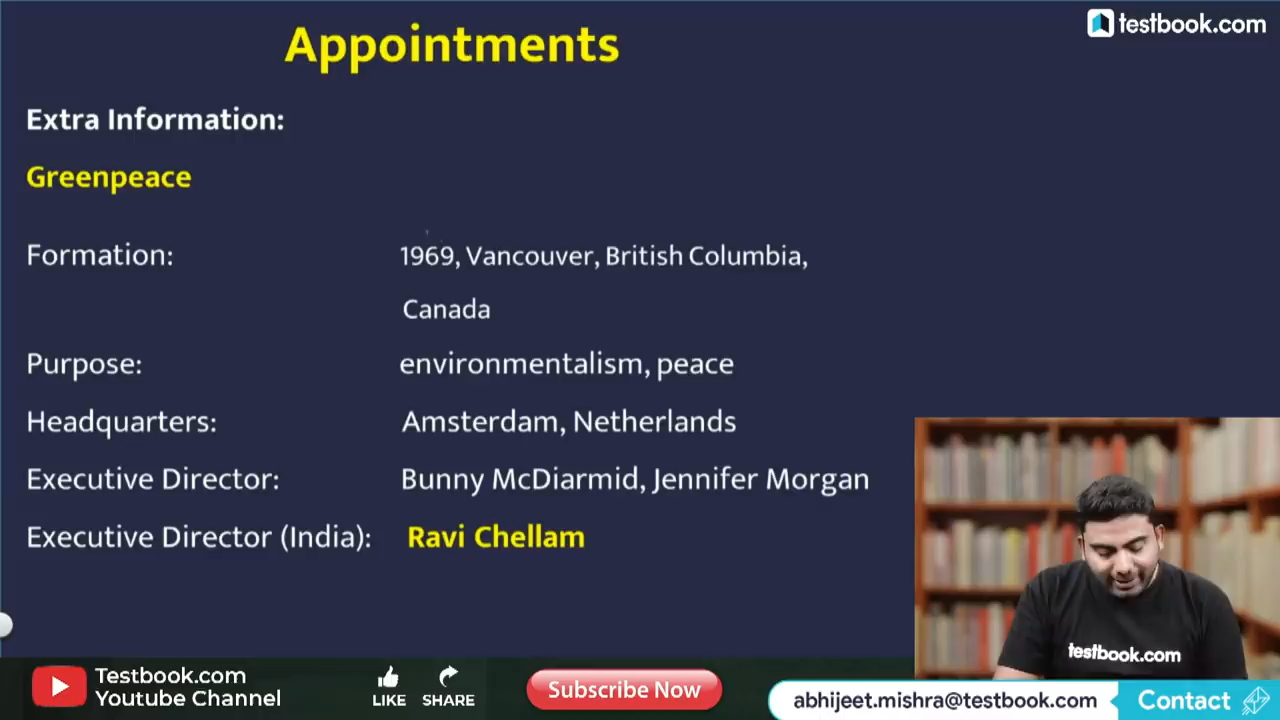 Appointments
testbook.com
Extra Information:
Greenpeace
Formation: 1969, Vancouver, British Columbia,
Canada
Purpose: environmentalism, peace
Headquarters: Amsterdam, Netherlands
Executive Director: Bunny McDiarmid, Jennifer Morgan
Executive Director (India): Ravi Chellam
testbook.com
Testbook.com
Youtube Channel
LIKE
SHARE
Subscribe Now
abhijeet.mishra@testbook.com
Contact